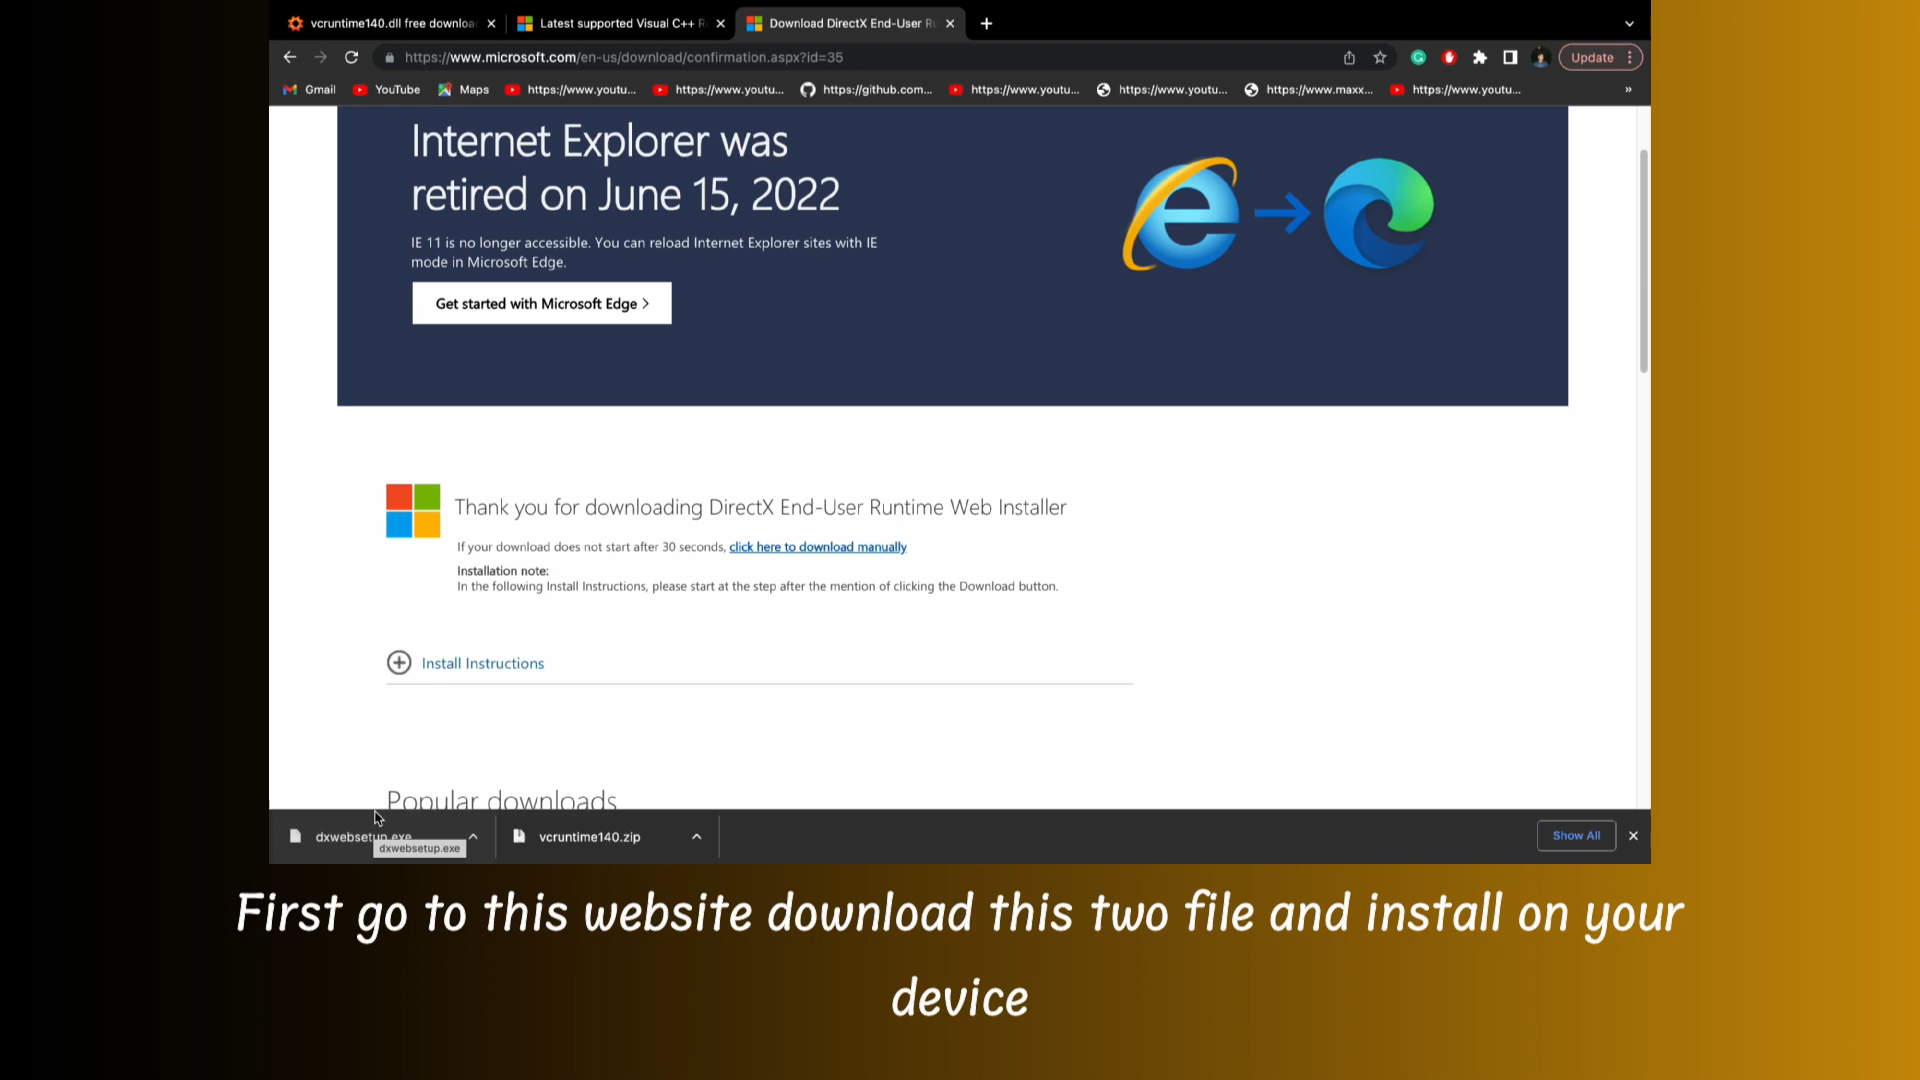 vcruntime140.dll free downloa
Latest supported Visual C++ R
Download DirectX End-User R
https://www.microsoft.com/en-us/download/confirmation.aspx?id=35
Update
Gmail
YouTube
Maps
https://www.youtu...
https://www.youtu...
https://github.com...
https://www.youtu...
https://www.youtu...
https://www.maxx...
https://www.youtu...
»
Internet Explorer was
retired on June 15, 2022
IE 11 is no longer accessible. You can reload Internet Explorer sites with IE
mode in Microsoft Edge.
Get started with Microsoft Edge >
Thank you for downloading DirectX End-User Runtime Web Installer
If your download does not start after 30 seconds, click here to download manually
Installation note:
In the following Install Instructions, please start at the step after the mention of clicking the Download button.
Install Instructions
Popular downloads
dxwebsetup.exe
vcruntime140.zip
Show All
dxwebsetup.exe
First go to this website download this two file and install on your
device